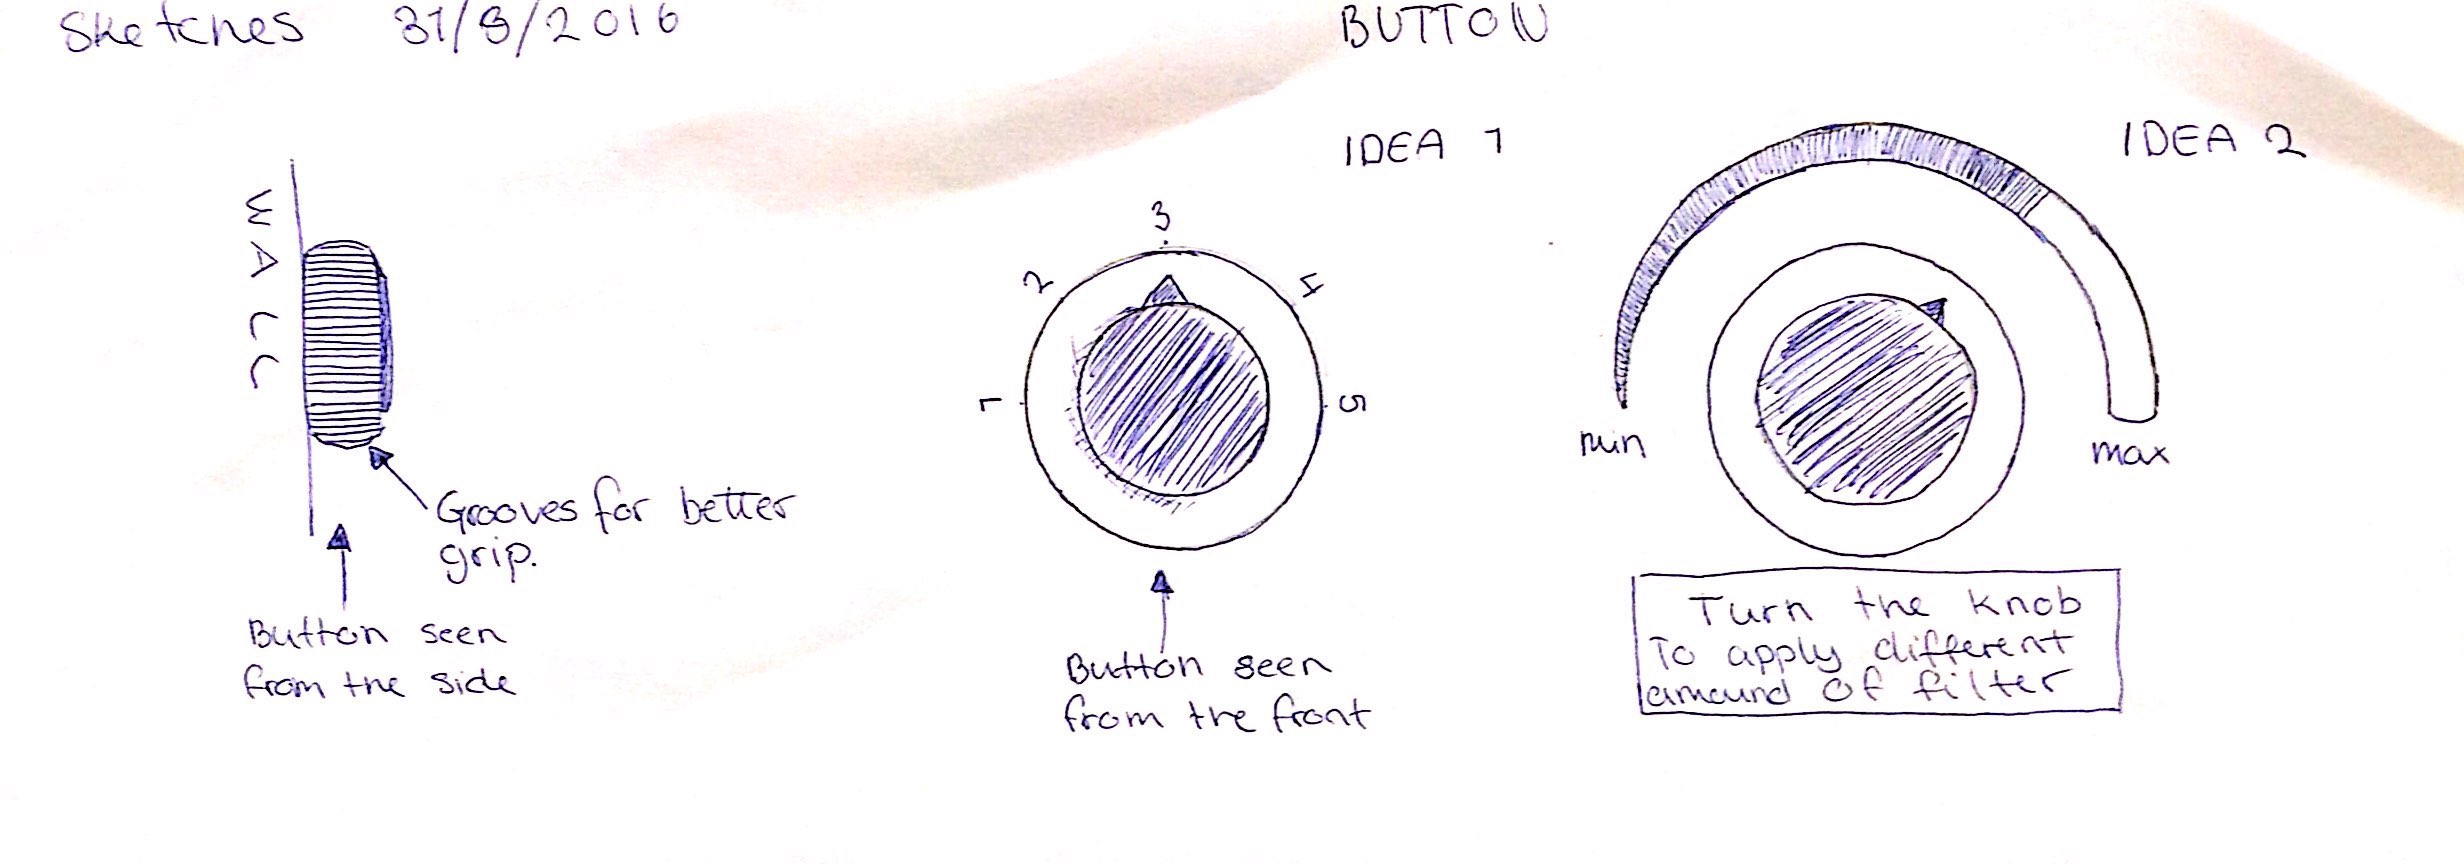 Sketches 31/8/2016
BUTTON
IDEA 1
IDEA 2
WALL
Grooves for better
grip.
Button seen
from the side
1
2
3
4
5
Button seen
from the front
min
max
Turn the knob
To apply different
amound of filter